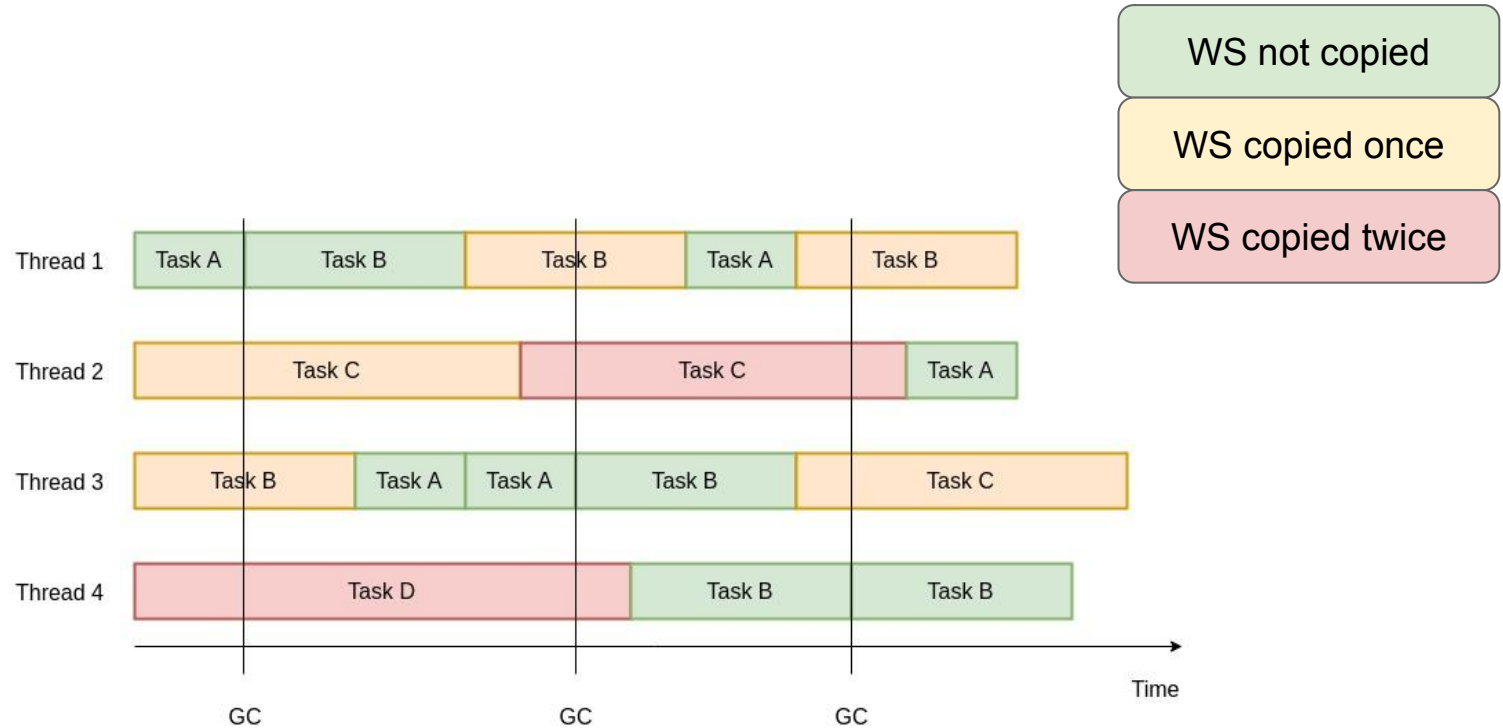 WS not copied
WS copied once
WS copied twice
Thread 1 Task A Task B Task B Task A Task B
Thread 2 Task C Task C Task A
Thread 3 Task B Task A Task A Task B Task C
Thread 4 Task D Task B Task B
Time
GC GC GC